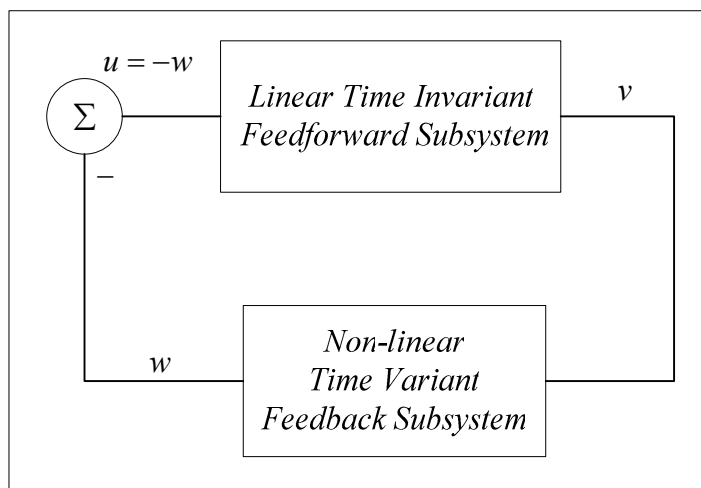 u = −w
Linear Time Invariant
Feedforward Subsystem
v
Σ
−
w
Non-linear
Time Variant
Feedback Subsystem